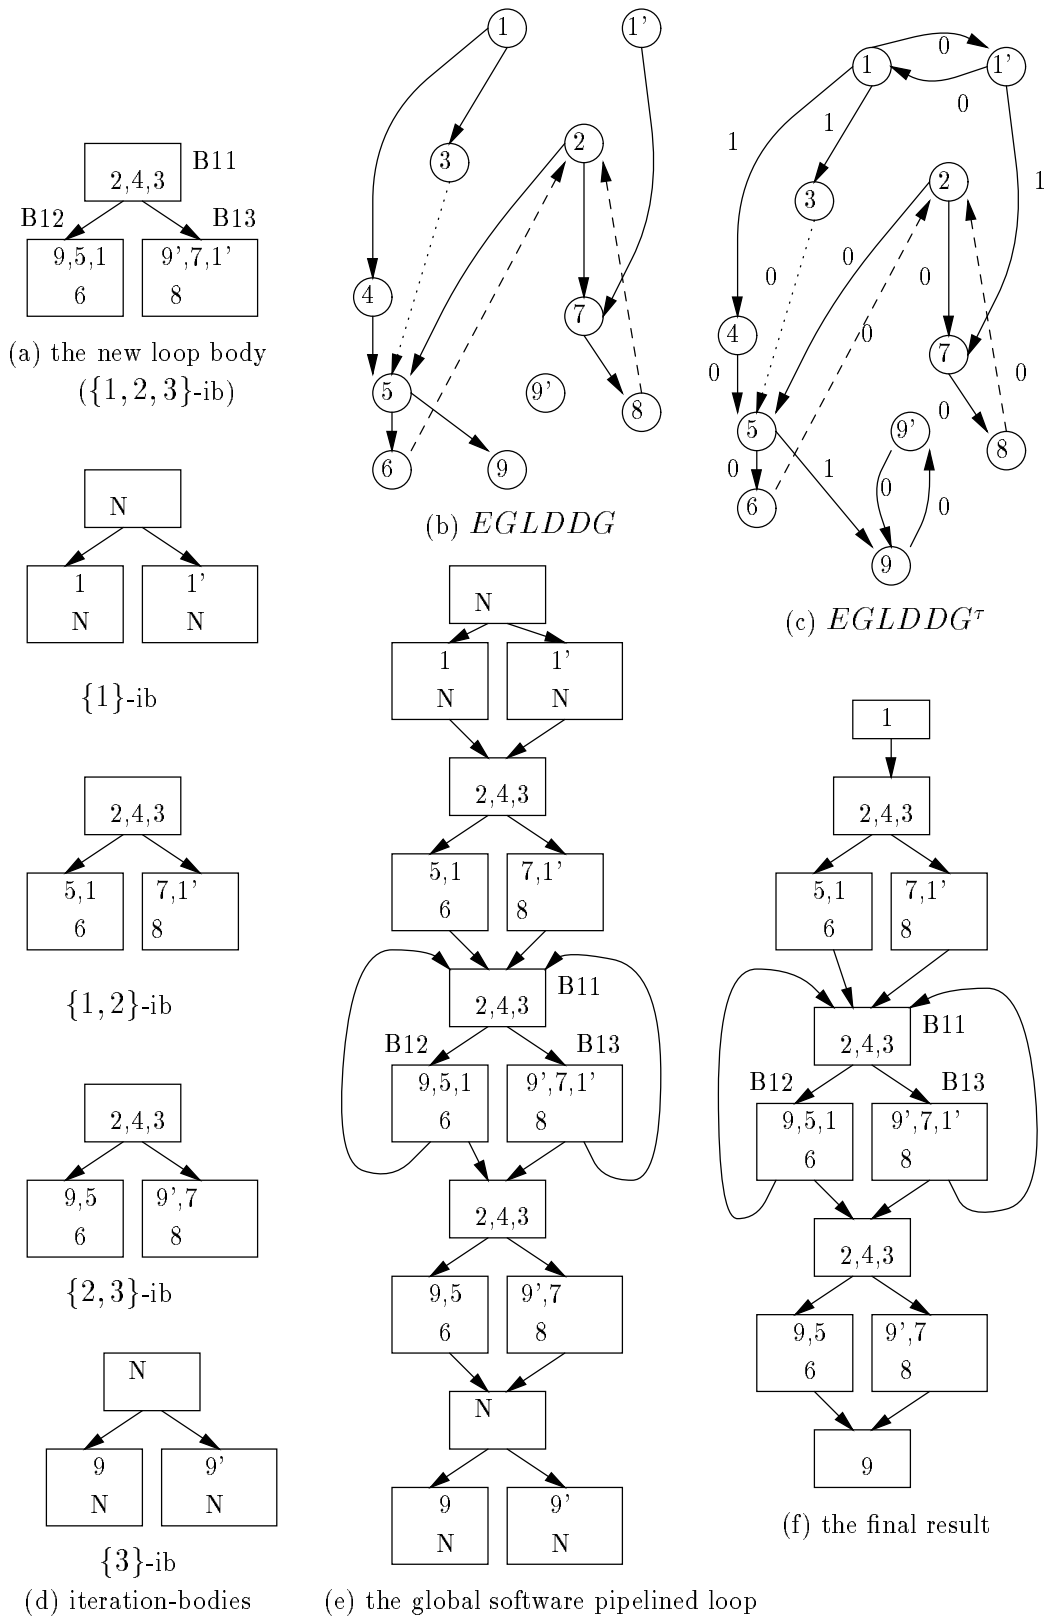 B11
2,4,3
B12
B13
9,5,1
6
9',7,1'
8
(a) the new loop body
({1, 2, 3}-ib)
N
1
N
1'
N
{1}-ib
2,4,3
5,1
6
7,1'
8
{1, 2}-ib
2,4,3
9,5
6
9',7
8
{2, 3}-ib
N
9
N
9'
N
{3}-ib
(d) iteration-bodies
1
1'
3
2
4
7
5
9'
8
6
9
(b) EGLDDG
1
1'
0
0
1
1
1
3
2
0
0
0
4
0
7
0
0
5
0
9'
8
0
1
6
0
0
9
(c) EGLDDGτ
N
1
N
1'
N
2,4,3
5,1
6
7,1'
8
B11
2,4,3
B12
B13
9,5,1
6
9',7,1'
8
2,4,3
9,5
6
9',7
8
N
9
N
9'
N
(e) the global software pipelined loop
1
2,4,3
5,1
6
7,1'
8
B11
2,4,3
B12
B13
9,5,1
6
9',7,1'
8
2,4,3
9,5
6
9',7
8
9
(f) the final result